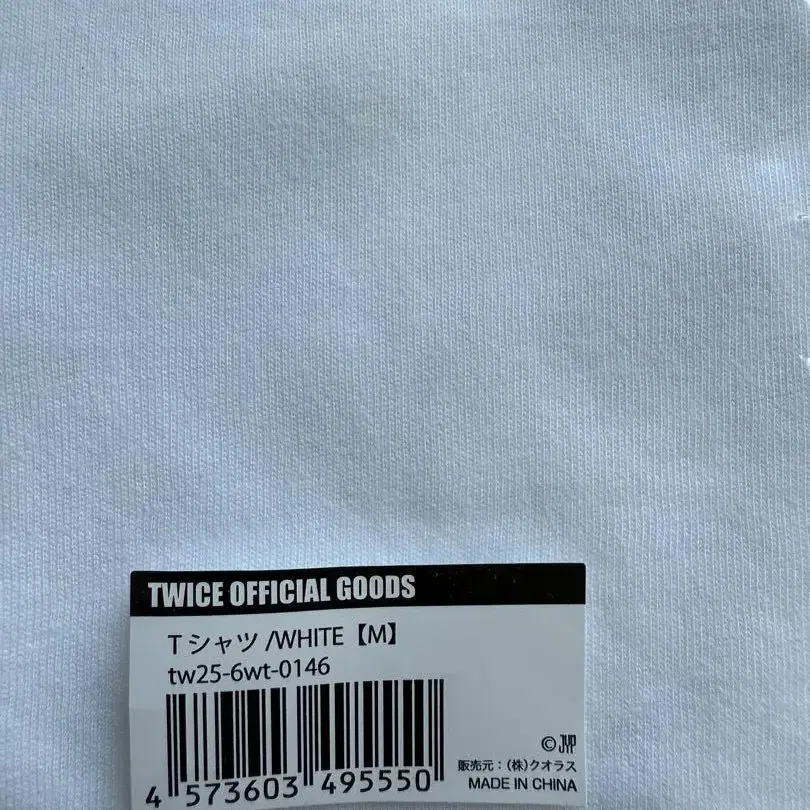 TWICE OFFICIAL GOODS
Tシャツ /WHITE【M】
tw25-6wt-0146
4 573603 495550
© JYP
販売元：(株)クオラス
MADE IN CHINA